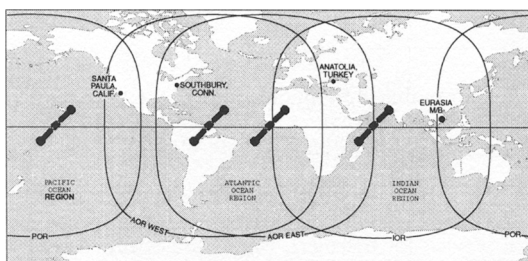 SANTA
PAULA,
CALIF.
SOUTHBURY,
CONN.
ANATOLIA,
TURKEY
EURASIA
M/B
PACIFIC
OCEAN
REGION
ATLANTIC
OCEAN
REGION
INDIAN
OCEAN
REGION
POR
AOR WEST
AOR EAST
IOR
POR